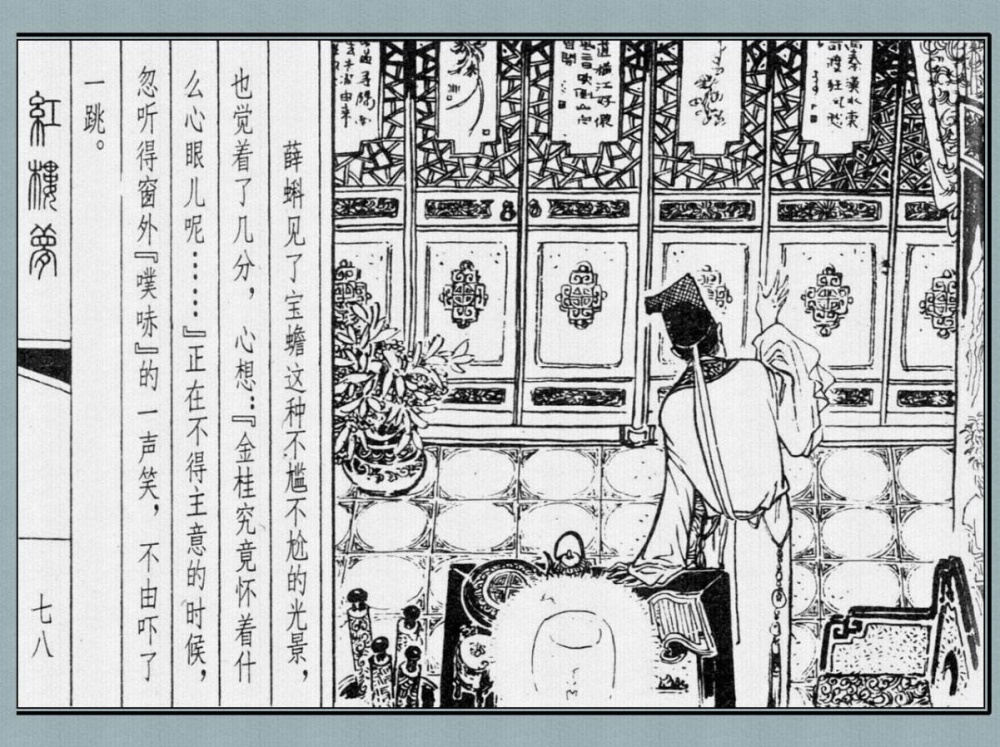 薛蝌见了宝蟾这种不尴不尬的光景，
也觉着了几分，心想：『金桂究竟怀着什
么心眼儿呢……』正在不得主意的时候，
忽听得窗外『噗哧』的一声笑，不由吓了
一跳。
紅樓夢
七八